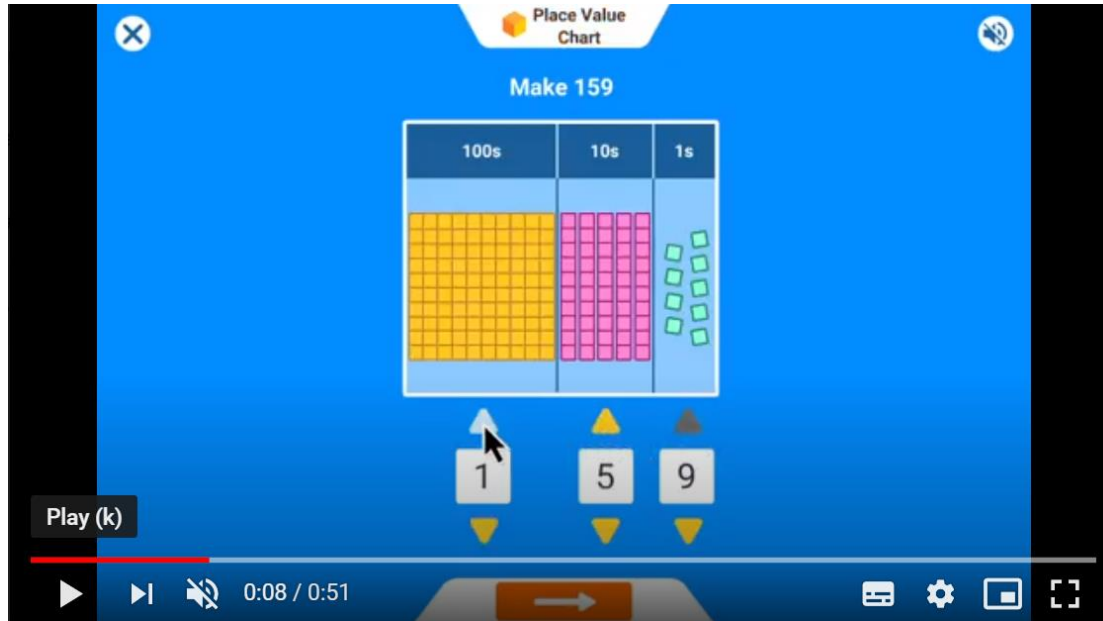 Place Value
Chart
Make 159
100s 10s 1s
1 5 9
Play (k)
0:08 / 0:51